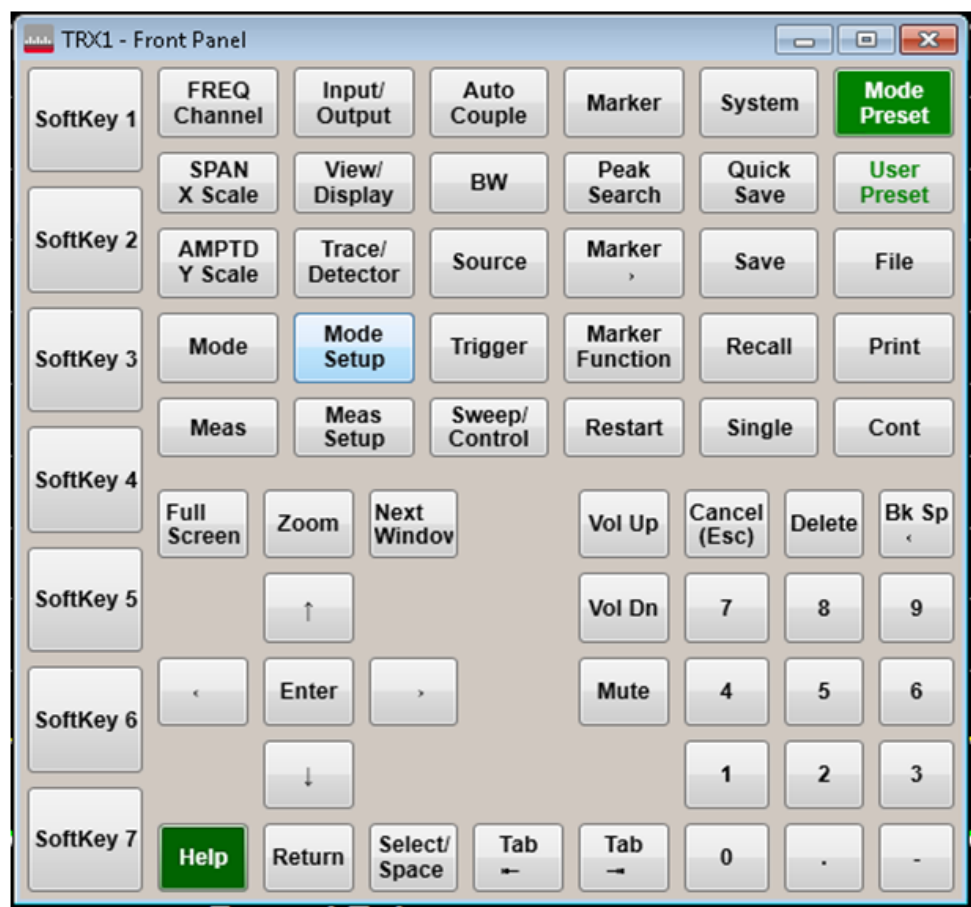 TRX1 - Front Panel
SoftKey 1
FREQ
Channel
Input/
Output
Auto
Couple
Marker
System
Mode
Preset
SPAN
X Scale
View/
Display
BW
Peak
Search
Quick
Save
User
Preset
SoftKey 2
AMPTD
Y Scale
Trace/
Detector
Source
Marker
›
Save
File
SoftKey 3
Mode
Mode
Setup
Trigger
Marker
Function
Recall
Print
Meas
Meas
Setup
Sweep/
Control
Restart
Single
Cont
SoftKey 4
Full
Screen
Zoom
Next
Window
Vol Up
Cancel
(Esc)
Delete
Bk Sp
‹
SoftKey 5
↑
Vol Dn
7
8
9
SoftKey 6
‹
Enter
›
Mute
4
5
6
↓
1
2
3
SoftKey 7
Help
Return
Select/
Space
Tab
⇤
Tab
⇥
0
.
-